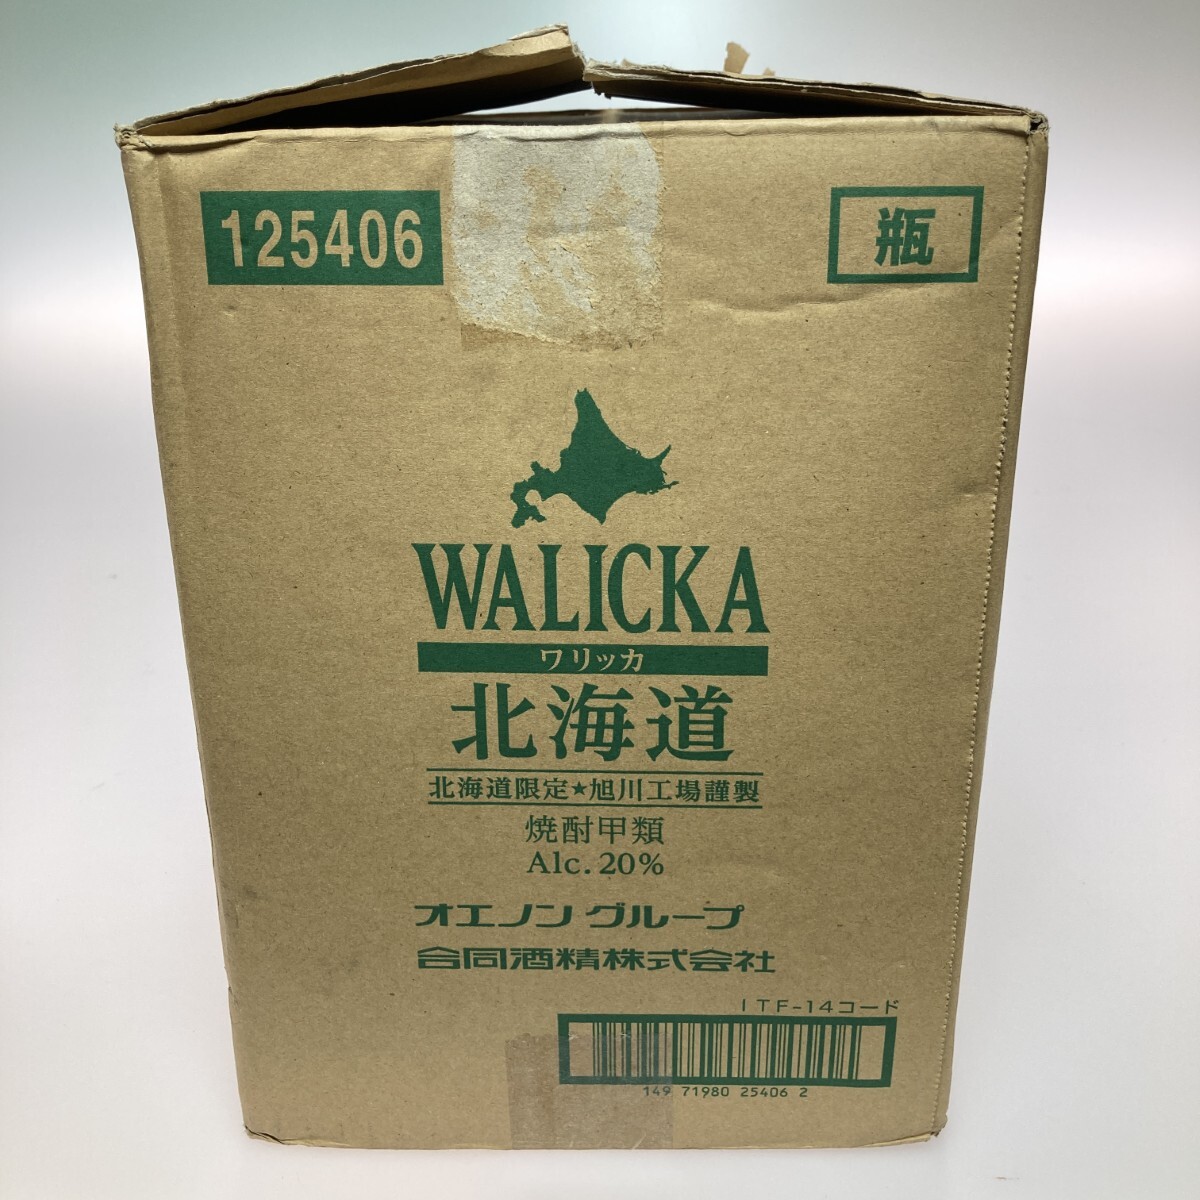 125406
瓶
WALICKA
ワリッカ
北海道
北海道限定★旭川工場謹製
焼酎甲類
Alc. 20%
オエノングループ
合同酒精株式会社
ITF-14コード
149 71980 25406 2